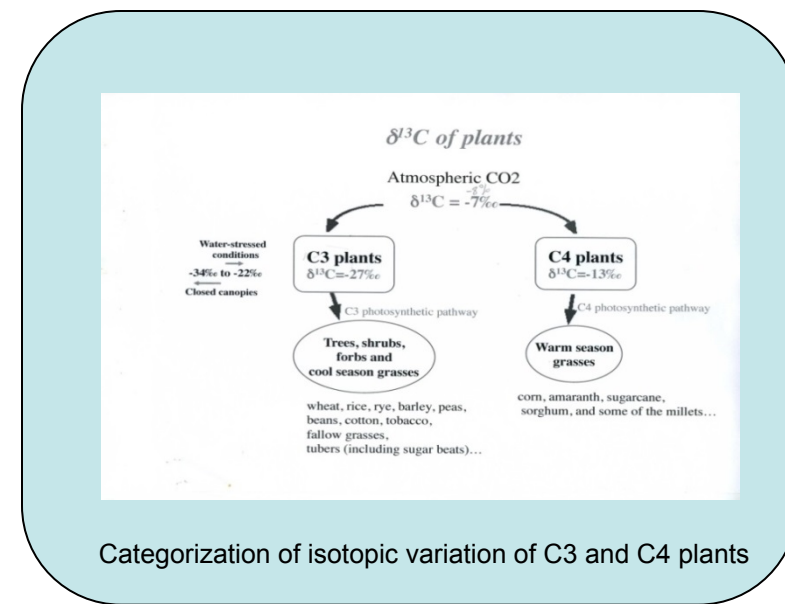 δ¹³C of plants
Atmospheric CO2
-8‰
δ¹³C = -7‰
Water-stressed
conditions
-34‰ to -22‰
Closed canopies
C3 plants
δ¹³C=-27‰
C4 plants
δ¹³C=-13‰
C3 photosynthetic pathway
C4 photosynthetic pathway
Trees, shrubs,
forbs and
cool season grasses
Warm season
grasses
wheat, rice, rye, barley, peas,
beans, cotton, tobacco,
fallow grasses,
tubers (including sugar beats)...
corn, amaranth, sugarcane,
sorghum, and some of the millets...
Categorization of isotopic variation of C3 and C4 plants